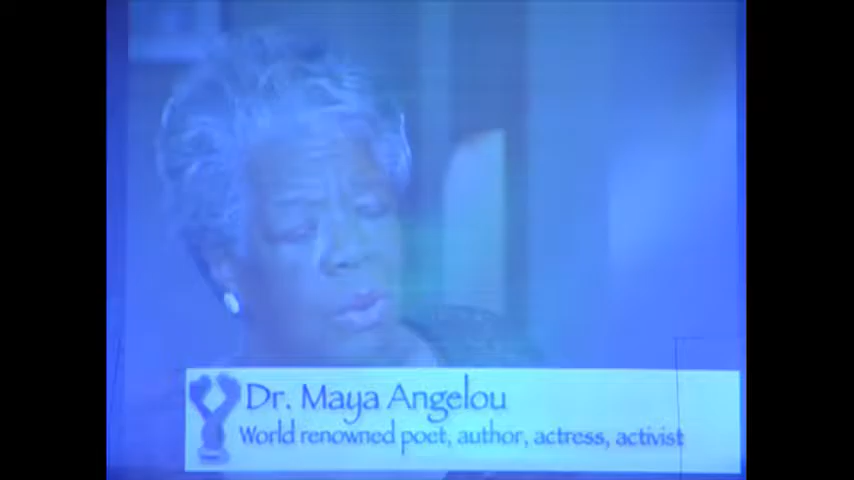 Dr. Maya Angelou
World renowned poet, author, actress, activist